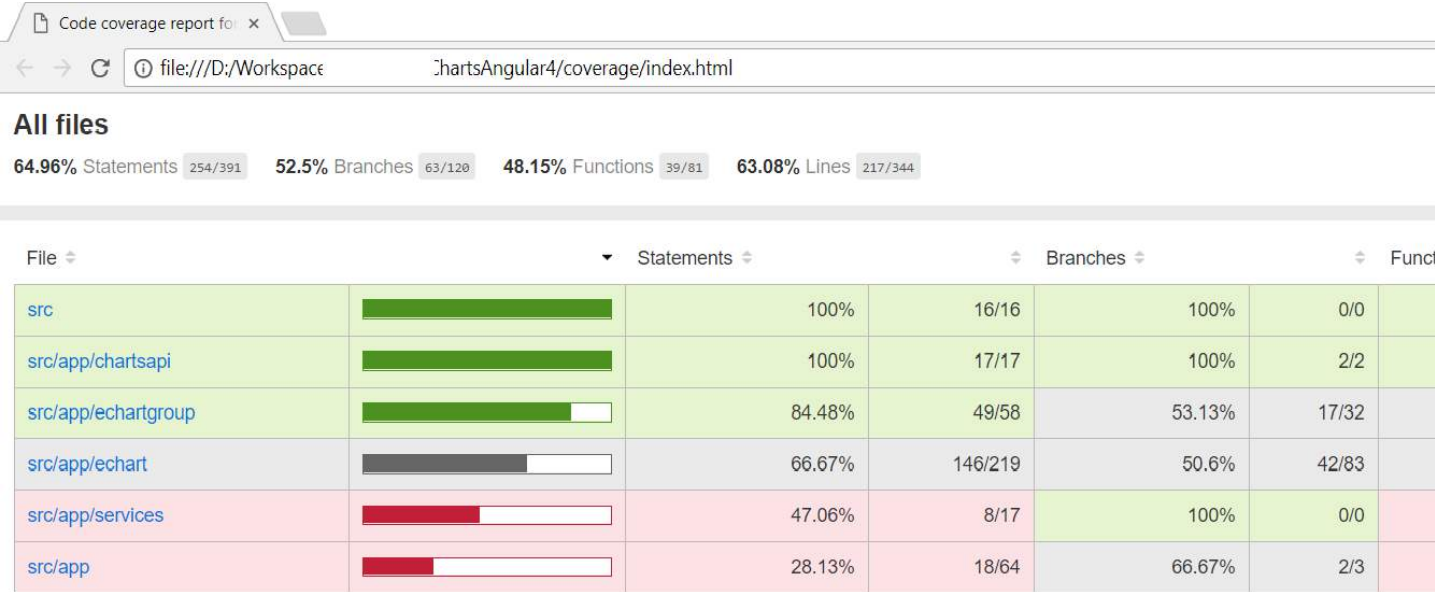 Code coverage report for
file:///D:/Workspace hartsAngular4/coverage/index.html
All files
64.96% Statements 254/391 52.5% Branches 63/120 48.15% Functions 39/81 63.08% Lines 217/344
File Statements Branches Funct
src 100% 16/16 100% 0/0
src/app/chartsapi 100% 17/17 100% 2/2
src/app/echartgroup 84.48% 49/58 53.13% 17/32
src/app/echart 66.67% 146/219 50.6% 42/83
src/app/services 47.06% 8/17 100% 0/0
src/app 28.13% 18/64 66.67% 2/3